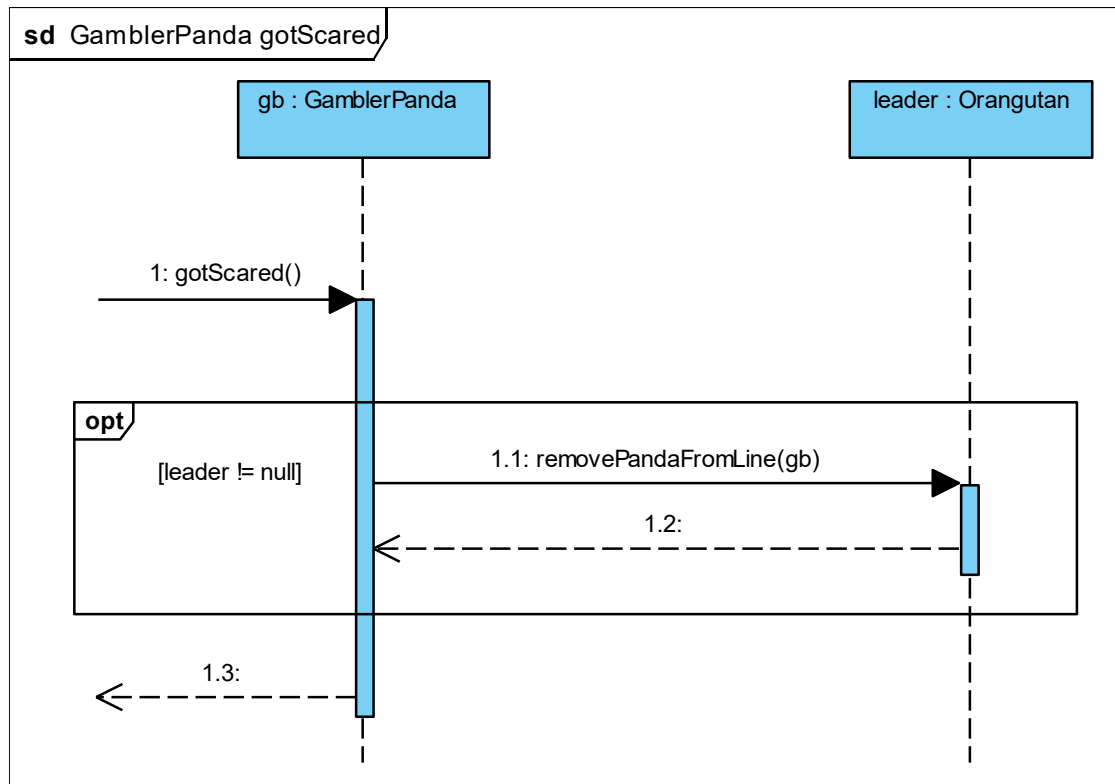 sd GamblerPanda gotScared
gb : GamblerPanda
leader : Orangutan
1: gotScared()
opt
[leader != null]
1.1: removePandaFromLine(gb)
1.2:
1.3: